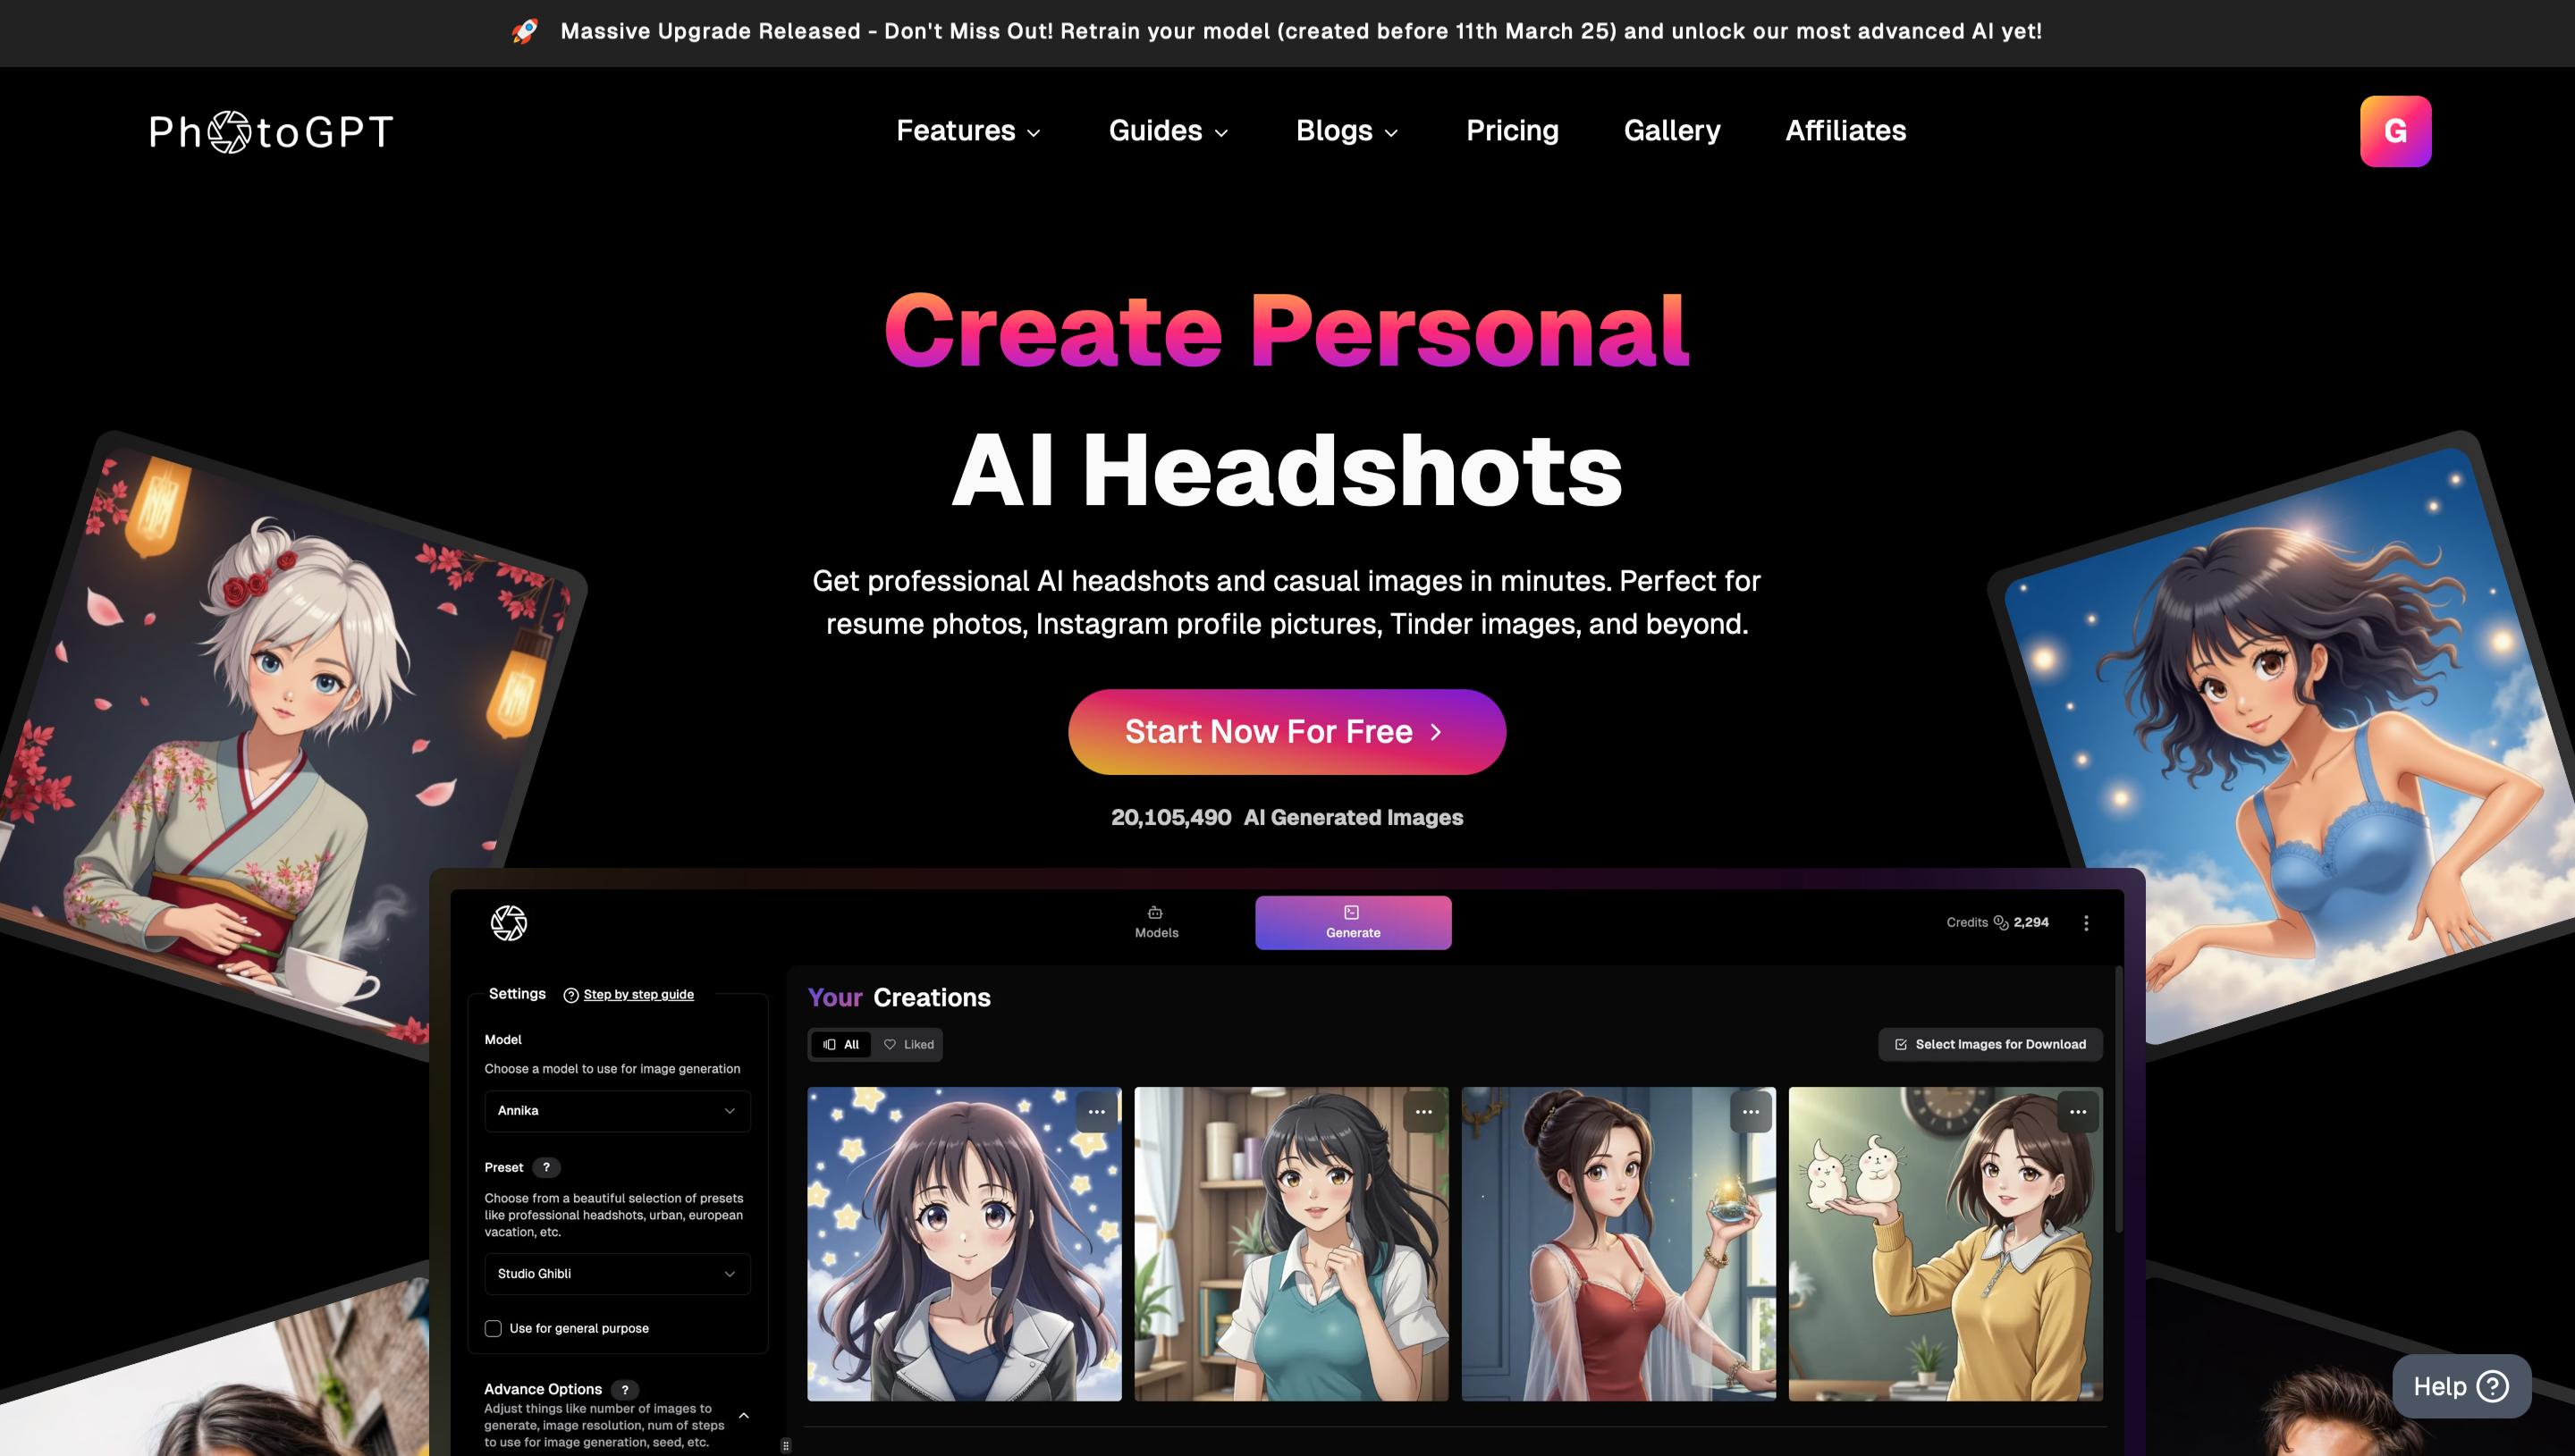 🚀 Massive Upgrade Released - Don't Miss Out! Retrain your model (created before 11th March 25) and unlock our most advanced AI yet!
PhotoGPT
Features
Guides
Blogs
Pricing
Gallery
Affiliates
G
Create Personal
AI Headshots
Get professional AI headshots and casual images in minutes. Perfect for
resume photos, Instagram profile pictures, Tinder images, and beyond.
Start Now For Free
20,105,490 AI Generated Images
Models
Generate
Credits 2,294
Settings
? Step by step guide
Model
Choose a model to use for image generation
Annika
Preset ?
Choose from a beautiful selection of presets
like professional headshots, urban, european
vacation, etc.
Studio Ghibli
Use for general purpose
Advance Options ?
Adjust things like number of images to
generate, image resolution, num of steps
to use for image generation, seed, etc.
Your Creations
All
Liked
Select Images for Download
Help ?